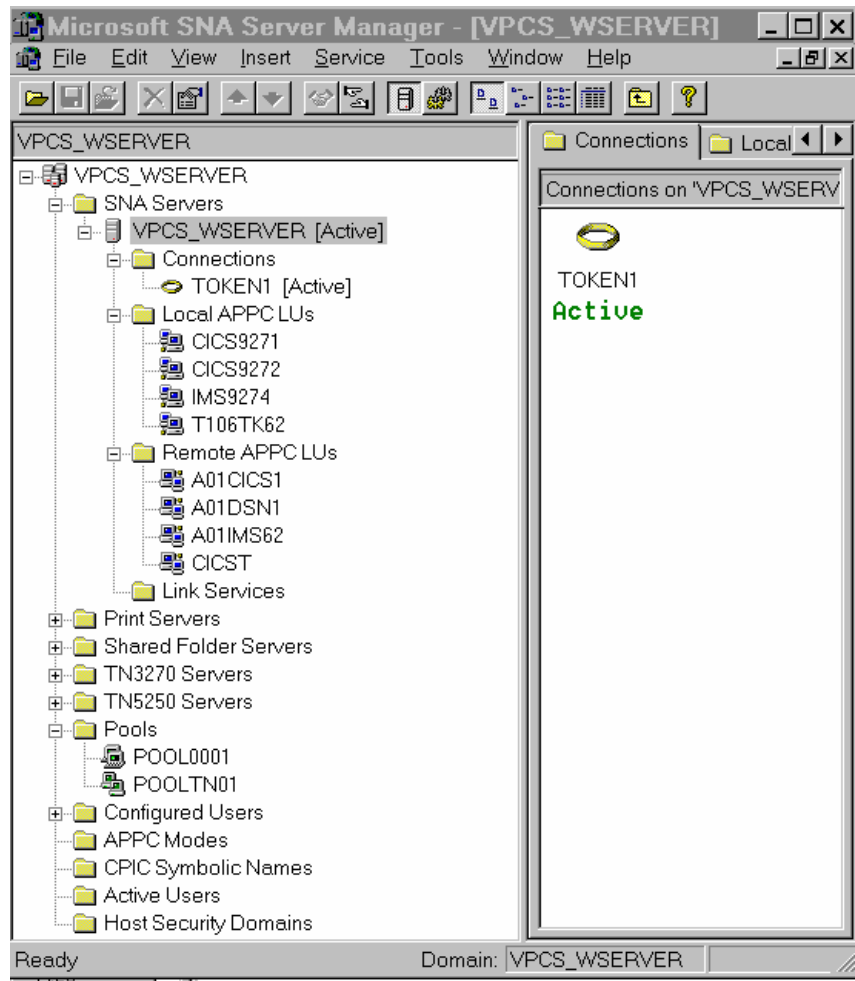 Microsoft SNA Server Manager - [VPCS_WSERVER]
File Edit View Insert Service Tools Window Help
VPCS_WSERVER
VPCS_WSERVER
SNA Servers
VPCS_WSERVER [Active]
Connections
TOKEN1 [Active]
Local APPC LUs
CICS9271
CICS9272
IMS9274
T106TK62
Remote APPC LUs
A01CICS1
A01DSN1
A01IMS62
CICST
Link Services
Print Servers
Shared Folder Servers
TN3270 Servers
TN5250 Servers
Pools
POOL0001
POOLTN01
Configured Users
APPC Modes
CPIC Symbolic Names
Active Users
Host Security Domains
Connections Local
Connections on 'VPCS_WSERV
TOKEN1
Active
Ready Domain: VPCS_WSERVER